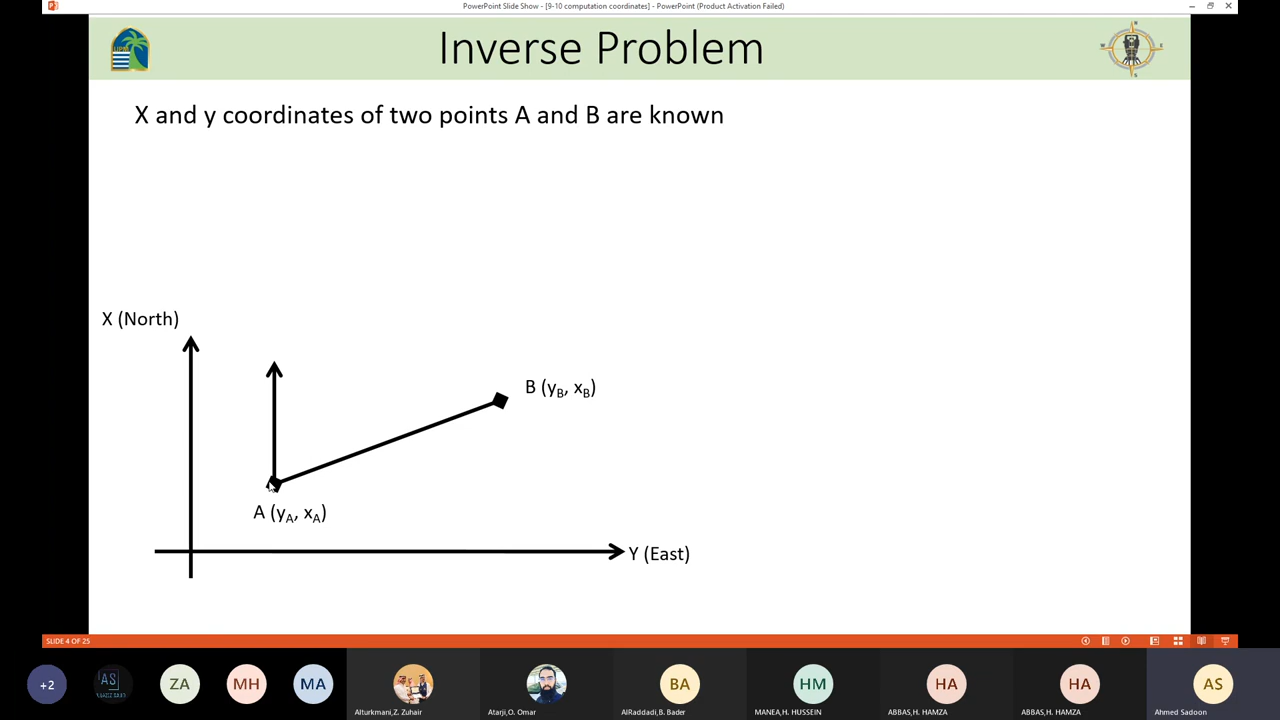 PowerPoint Slide Show - [9-10 computation coordinates] - PowerPoint (Product Activation Failed)
Inverse Problem
N
W
E
S
X and y coordinates of two points A and B are known
X (North)
B (yB, xB)
A (yA, xA)
Y (East)
SLIDE 4 OF 25
+2
AS
ZA
MH
MA
BA
HM
HA
HA
AS
Alturkmani,Z. Zuhair
Atarji,O. Omar
AlRaddadi,B. Bader
MANEA,H. HUSSEIN
ABBAS,H. HAMZA
ABBAS,H. HAMZA
Ahmed Sadoon